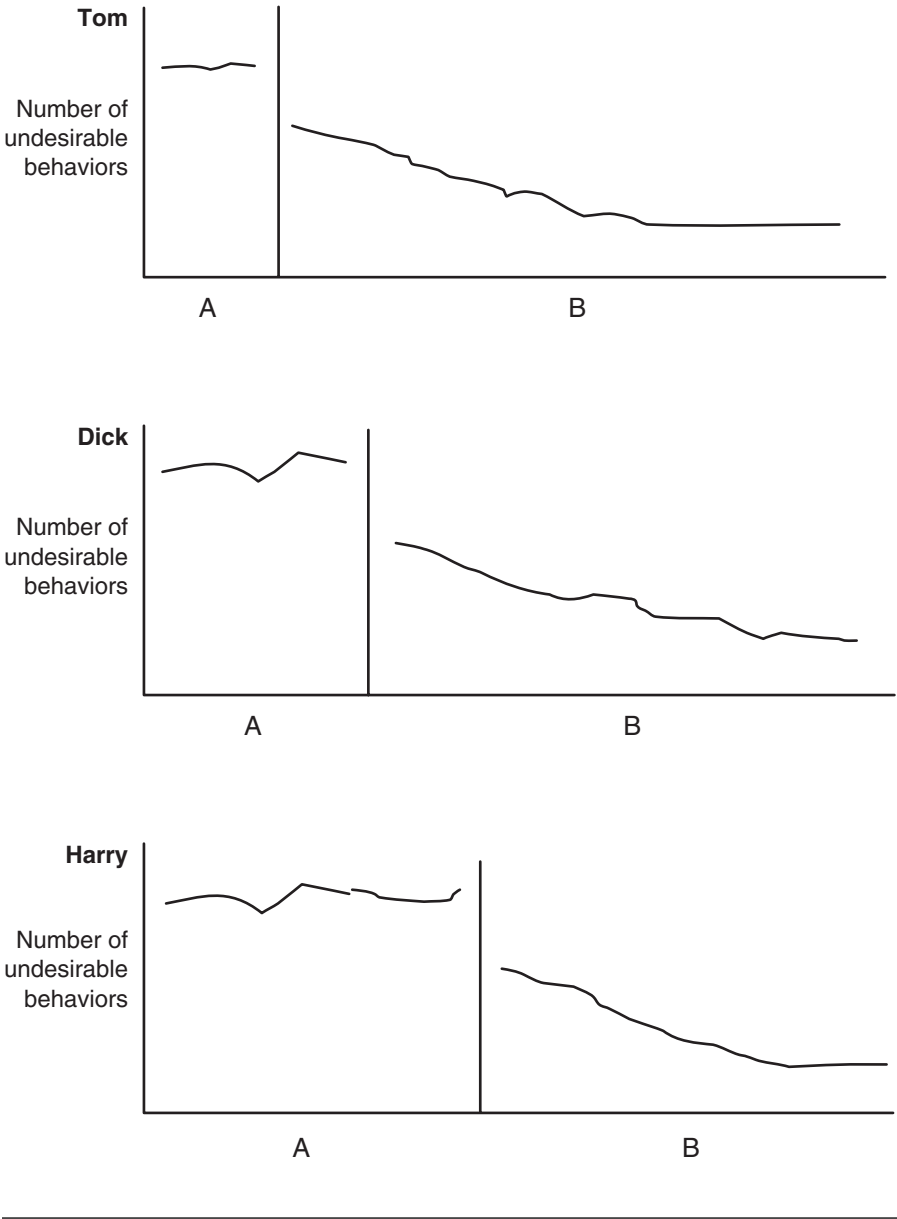 Tom
Number of
undesirable
behaviors
A
B
Dick
Number of
undesirable
behaviors
A
B
Harry
Number of
undesirable
behaviors
A
B